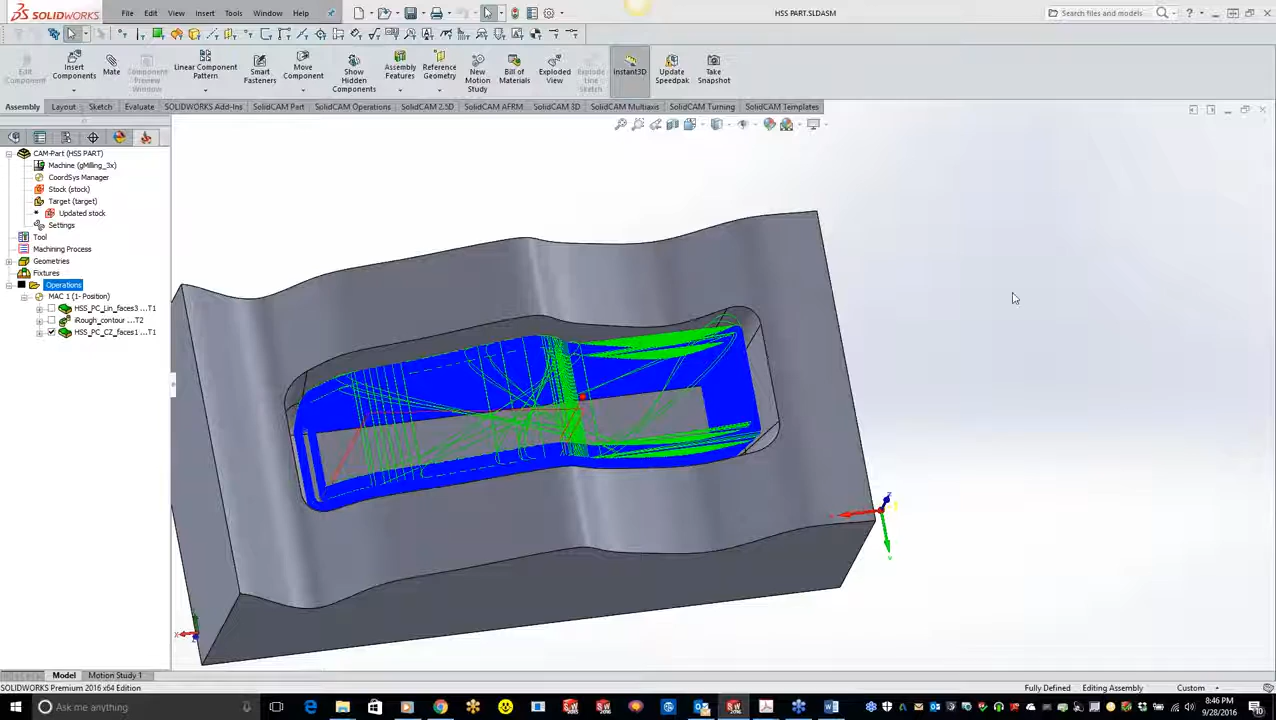 SOLIDWORKS File Edit View Insert Tools Window Help HSS PART.SLDASM Search files and models
Edit Component Insert Components Mate Component Preview Window Linear Component Pattern Smart Fasteners Move Component Show Hidden Components Assembly Features Reference Geometry New Motion Study Bill of Materials Exploded View Explode Line Sketch Instant3D Update Speedpak Take Snapshot
Assembly Layout Sketch Evaluate SOLIDWORKS Add-Ins SolidCAM Part SolidCAM Operations SolidCAM 2.5D SolidCAM AFRM SolidCAM 3D SolidCAM Multiaxis SolidCAM Turning SolidCAM Templates
CAM-Part (HSS PART)
Machine (gMilling_3x)
CoordSys Manager
Stock (stock)
Target (target)
Updated stock
Settings
Tool
Machining Process
Geometries
Fixtures
Operations
MAC 1 (1- Position)
HSS_PC_Lin_faces3 ...T1
iRough_contour ...T2
HSS_PC_CZ_faces1 ...T1
Model Motion Study 1
SOLIDWORKS Premium 2016 x64 Edition Fully Defined Editing Assembly Custom
Ask me anything 8:46 PM
9/28/2016